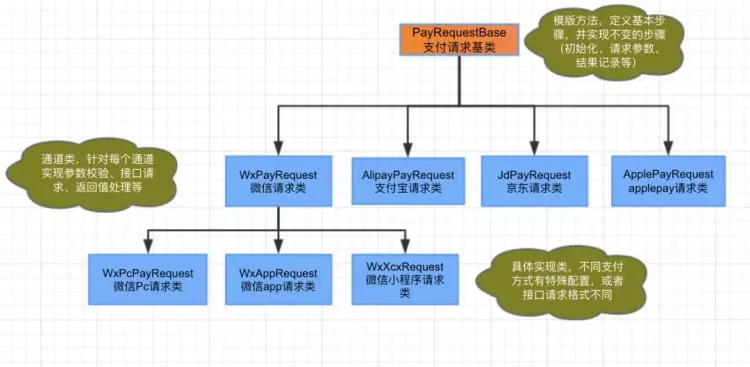 PayRequestBase
支付请求基类
模版方法，定义基本步
骤，并实现不变的步骤
（初始化、请求参数、
结果记录等）
通道类，针对每个通道
实现参数校验、接口请
求、返回值处理等
WxPayRequest
微信请求类
AlipayPayRequest
支付宝请求类
JdPayRequest
京东请求类
ApplePayRequest
applepay请求类
WxPcPayRequest
微信Pc请求类
WxAppRequest
微信app请求类
WxXcxRequest
微信小程序请求
类
具体实现类，不同支付
方式有特殊配置，或者
接口请求格式不同